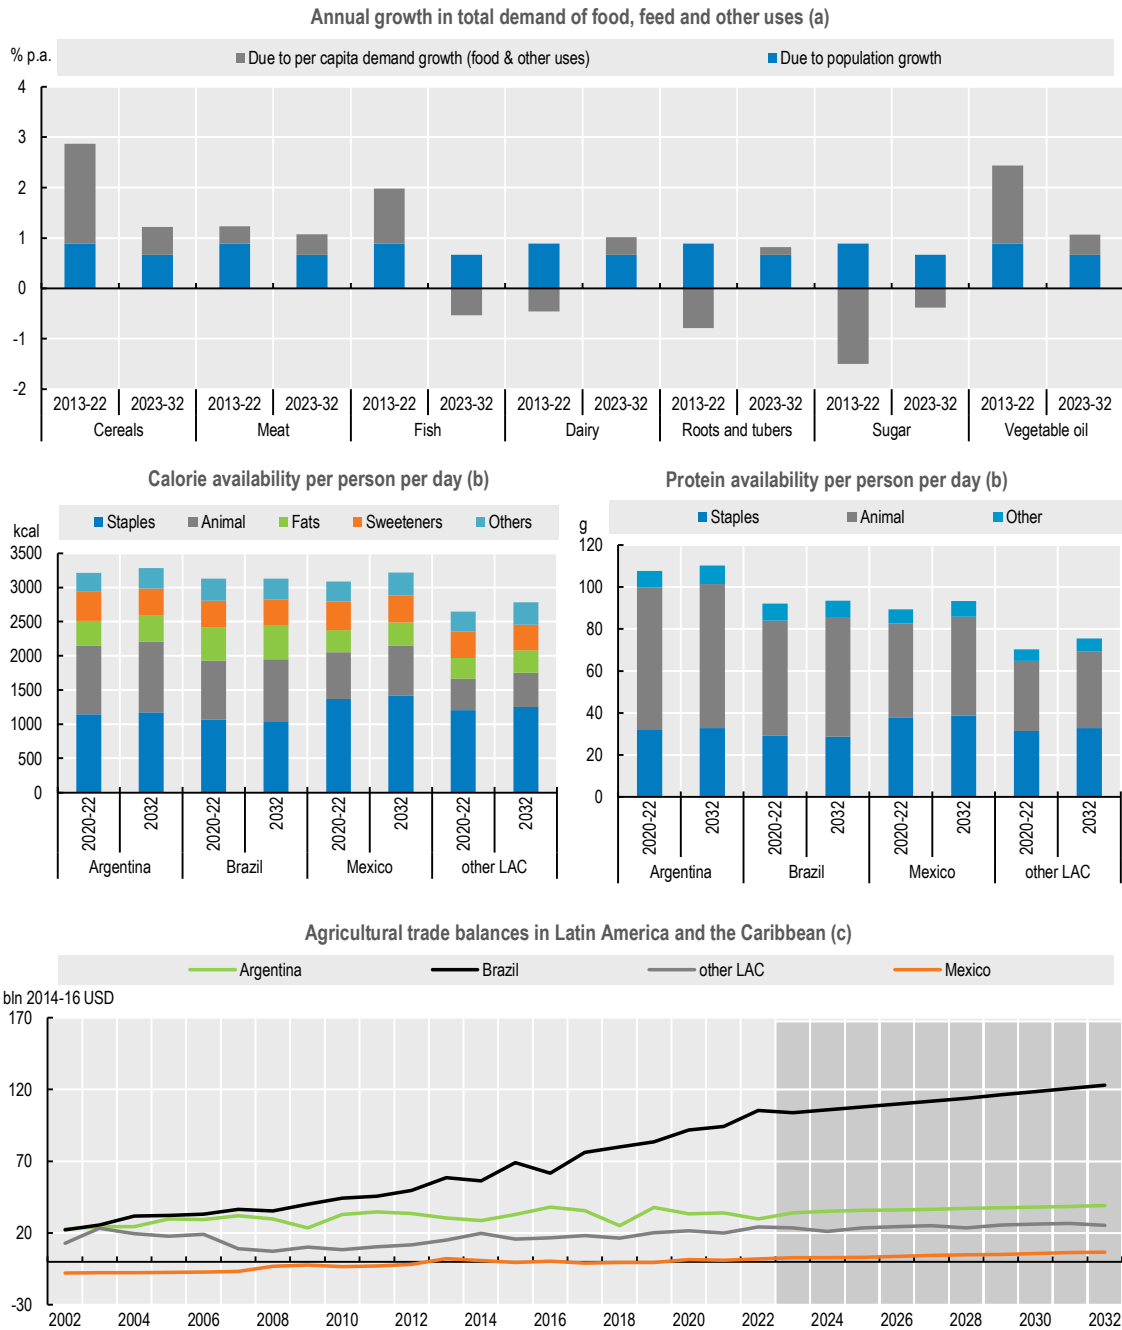 Annual growth in total demand of food, feed and other uses (a)
% p.a.
Due to per capita demand growth (food & other uses)
Due to population growth
4
3
2
1
0
-1
-2
2013-22 2023-32 2013-22 2023-32 2013-22 2023-32 2013-22 2023-32 2013-22 2023-32 2013-22 2023-32 2013-22 2023-32
Cereals Meat Fish Dairy Roots and tubers Sugar Vegetable oil
Calorie availability per person per day (b)
kcal
Staples Animal Fats Sweeteners Others
3500
3000
2500
2000
1500
1000
500
0
2020-22 2032 2020-22 2032 2020-22 2032 2020-22 2032
Argentina Brazil Mexico other LAC
Protein availability per person per day (b)
g
Staples Animal Other
120
100
80
60
40
20
0
2020-22 2032 2020-22 2032 2020-22 2032 2020-22 2032
Argentina Brazil Mexico other LAC
Agricultural trade balances in Latin America and the Caribbean (c)
Argentina Brazil other LAC Mexico
bln 2014-16 USD
170
120
70
20
-30
2002 2004 2006 2008 2010 2012 2014 2016 2018 2020 2022 2024 2026 2028 2030 2032